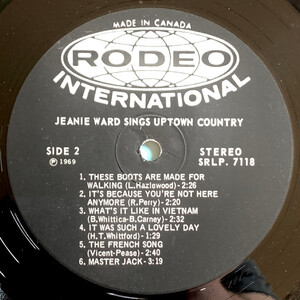 MADE IN CANADA
RODEO
INTERNATIONAL
JEANIE WARD SINGS UPTOWN COUNTRY
SIDE 2
STEREO
℗ 1969
SRLP. 7118
1. THESE BOOTS ARE MADE FOR
WALKING (L.Hazlewood) - 2:26
2. IT'S BECAUSE YOU'RE NOT HERE
ANYMORE (R.Perry) - 2:20
3. WHAT'S IT LIKE IN VIETNAM
(B.Whittica-B.Carney) - 2:32
4. IT WAS SUCH A LOVELY DAY
(H.T.Whittford) - 1:29
5. THE FRENCH SONG
(Vicent-Pease) - 2:40
6. MASTER JACK - 3:19